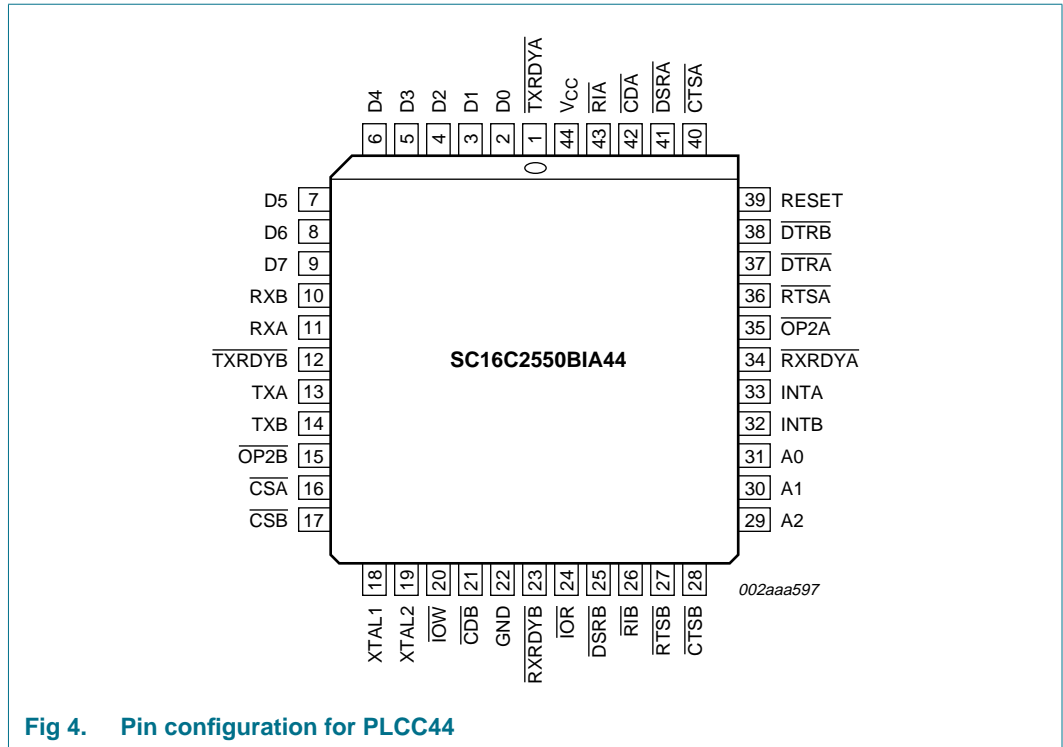 TXRDYA
D4 D3 D2 D1 D0 VCC RIA CDA DSRA CTSA
6 5 4 3 2 1 44 43 42 41 40
D5 7 39 RESET
D6 8 38 DTRB
D7 9 37 DTRA
RXB 10 36 RTSA
RXA 11 35 OP2A
TXRDYB 12 SC16C2550BIA44 34 RXRDYA
TXA 13 33 INTA
TXB 14 32 INTB
OP2B 15 31 A0
CSA 16 30 A1
CSB 17 29 A2
18 19 20 21 22 23 24 25 26 27 28 002aaa597
XTAL1 XTAL2 IOW CDB GND RXRDYB IOR DSRB RIB RTSB CTSB
Fig 4. Pin configuration for PLCC44